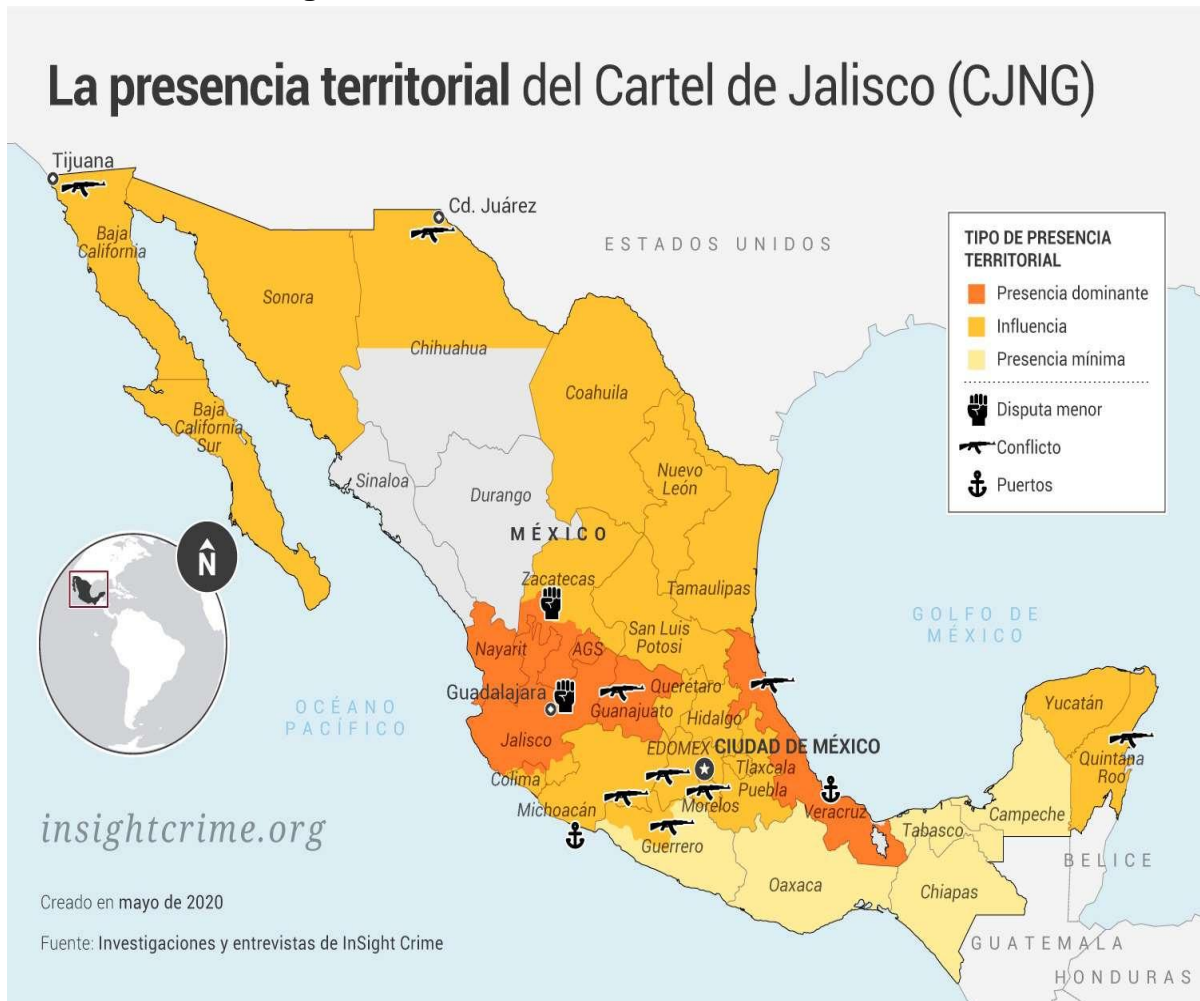 La presencia territorial del Cartel de Jalisco (CJNG)
Tijuana
Cd. Juárez
ESTADOS UNIDOS
Baja
California
Sonora
Chihuahua
Coahuila
Baja
California
Sur
Sinaloa
Durango
Nuevo
León
MÉXICO
Zacatecas
Tamaulipas
San Luis
Potosi
Nayarit
AGS
Guadalajara
Guanajuato
Querétaro
Hidalgo
Jalisco
EDOMEX
CIUDAD DE MÉXICO
Colima
Tlaxcala
Puebla
Michoacán
Morelos
Veracruz
Guerrero
Oaxaca
Tabasco
Campeche
Chiapas
Yucatán
Quintana
Roo
BELICE
GUATEMALA
HONDURAS
GOLFO DE
MÉXICO
OCÉANO
PACÍFICO
N
TIPO DE PRESENCIA
TERRITORIAL
Presencia dominante
Influencia
Presencia mínima
Disputa menor
Conflicto
Puertos
insightcrime.org
Creado en mayo de 2020
Fuente: Investigaciones y entrevistas de InSight Crime